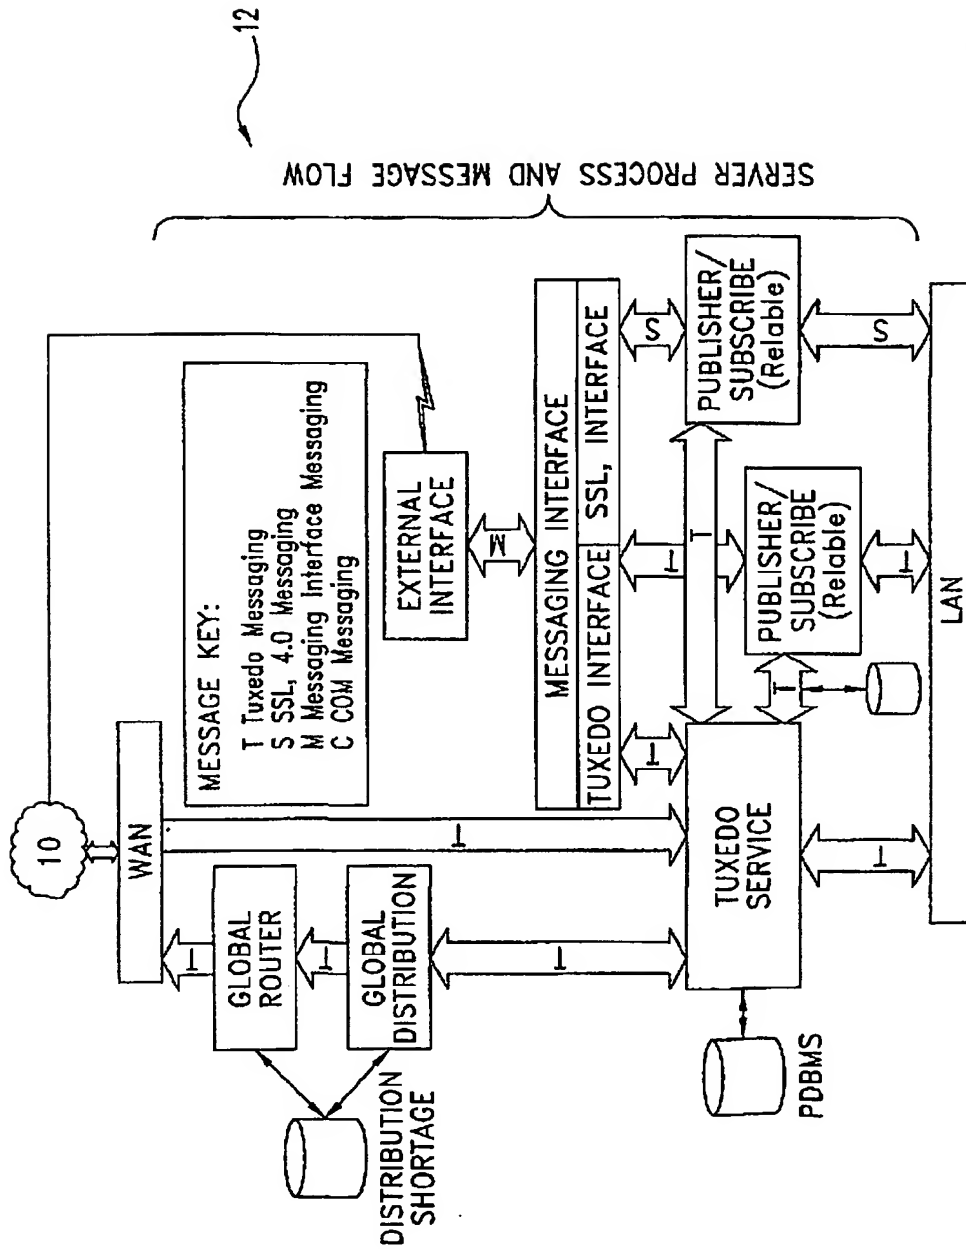 12
SERVER PROCESS AND MESSAGE FLOW
10
WAN
MESSAGE KEY:
T Tuxedo Messaging
S SSL, 4.0 Messaging
M Messaging Interface Messaging
C COM Messaging
T
GLOBAL
ROUTER
T
GLOBAL
DISTRIBUTION
DISTRIBUTION
SHORTAGE
T
T
EXTERNAL
INTERFACE
M
MESSAGING INTERFACE
TUXEDO INTERFACE
SSL, INTERFACE
T
T
S
T
TUXEDO
SERVICE
PDBMS
T
PUBLISHER/
SUBSCRIBE
(Relable)
PUBLISHER/
SUBSCRIBE
(Relable)
T
T
S
LAN